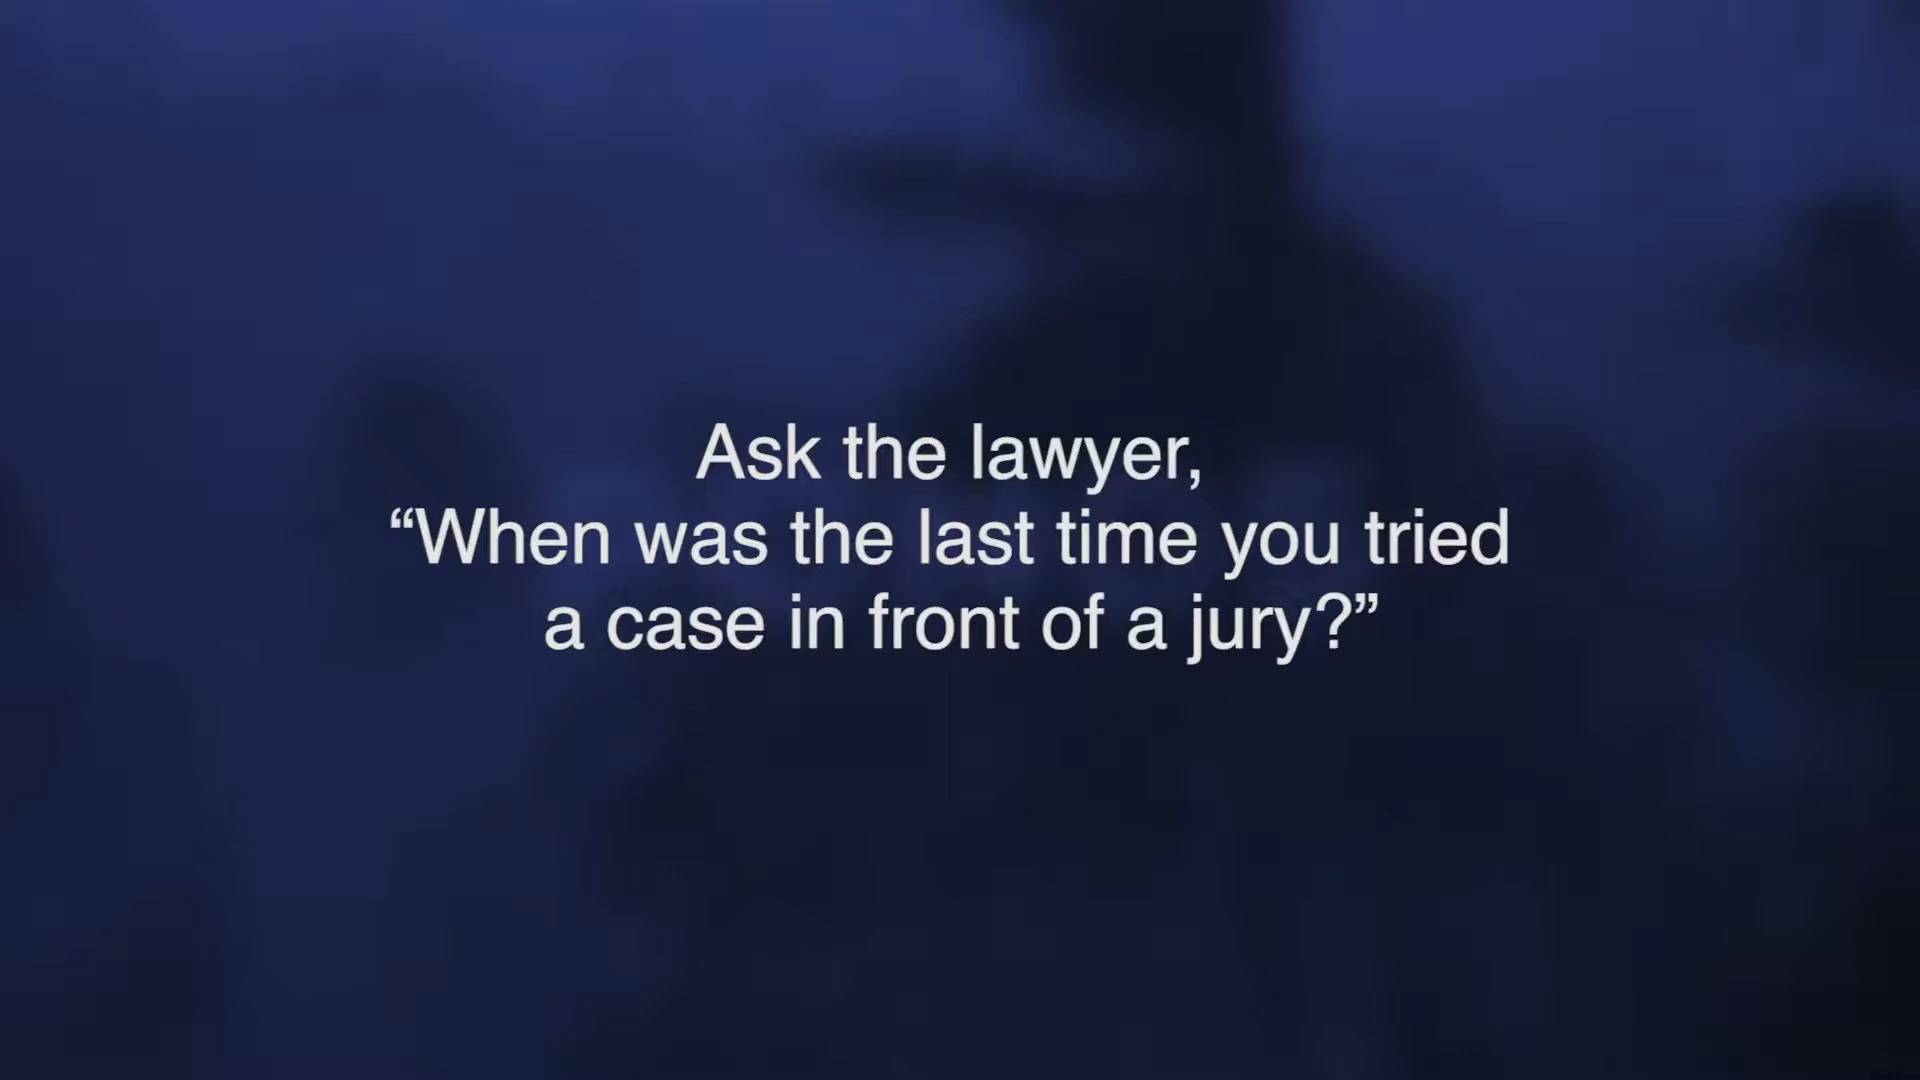 Ask the lawyer,
“When was the last time you tried
a case in front of a jury?”